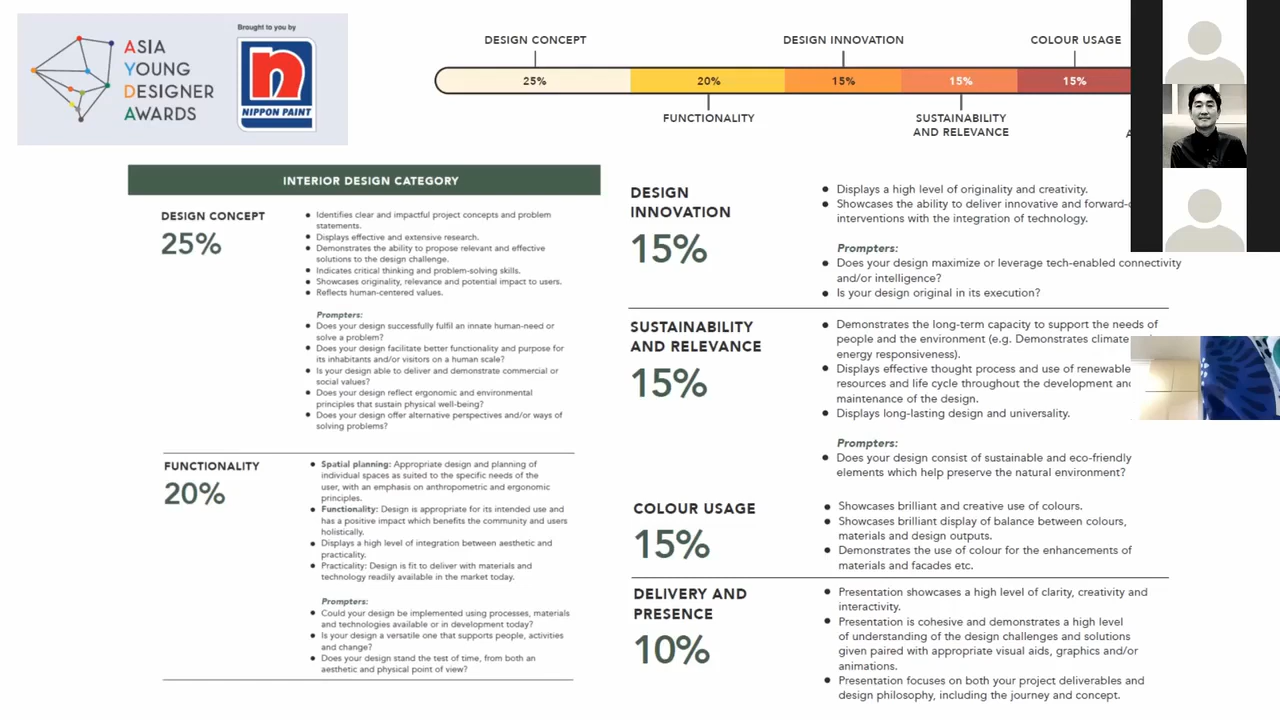 Brought to you by
ASIA
YOUNG
DESIGNER
AWARDS
n
NIPPON PAINT
DESIGN CONCEPT
DESIGN INNOVATION
COLOUR USAGE
25%
20%
15%
15%
15%
FUNCTIONALITY
SUSTAINABILITY
AND RELEVANCE
INTERIOR DESIGN CATEGORY
DESIGN CONCEPT
25%
● Identifies clear and impactful project concepts and problem
statements.
● Displays effective and extensive research.
● Demonstrates the ability to propose relevant and effective
solutions to the design challenge.
● Indicates critical thinking and problem-solving skills.
● Showcases originality, relevance and potential impact to users.
● Reflects human-centered values.
Prompters:
● Does your design successfully fulfil an innate human-need or
solve a problem?
● Does your design facilitate better functionality and purpose for
its inhabitants and/or visitors on a human scale?
● Is your design able to deliver and demonstrate commercial or
social values?
● Does your design reflect ergonomic and environmental
principles that sustain physical well-being?
● Does your design offer alternative perspectives and/or ways of
solving problems?
FUNCTIONALITY
20%
● Spatial planning: Appropriate design and planning of
individual spaces as suited to the specific needs of the
user, with an emphasis on anthropometric and ergonomic
principles.
● Functionality: Design is appropriate for its intended use and
has a positive impact which benefits the community and users
holistically.
● Displays a high level of integration between aesthetic and
practicality.
● Practicality: Design is fit to deliver with materials and
technology readily available in the market today.
Prompters:
● Could your design be implemented using processes, materials
and technologies available or in development today?
● Is your design a versatile one that supports people, activities
and change?
● Does your design stand the test of time, from both an
aesthetic and physical point of view?
DESIGN
INNOVATION
15%
● Displays a high level of originality and creativity.
● Showcases the ability to deliver innovative and forward-
interventions with the integration of technology.
Prompters:
● Does your design maximize or leverage tech-enabled connectivity
and/or intelligence?
● Is your design original in its execution?
SUSTAINABILITY
AND RELEVANCE
15%
● Demonstrates the long-term capacity to support the needs of
people and the environment (e.g. Demonstrates climate
energy responsiveness).
● Displays effective thought process and use of renewable
resources and life cycle throughout the development and
maintenance of the design.
● Displays long-lasting design and universality.
Prompters:
● Does your design consist of sustainable and eco-friendly
elements which help preserve the natural environment?
COLOUR USAGE
15%
● Showcases brilliant and creative use of colours.
● Showcases brilliant display of balance between colours,
materials and design outputs.
● Demonstrates the use of colour for the enhancements of
materials and facades etc.
DELIVERY AND
PRESENCE
10%
● Presentation showcases a high level of clarity, creativity and
interactivity.
● Presentation is cohesive and demonstrates a high level
of understanding of the design challenges and solutions
given paired with appropriate visual aids, graphics and/or
animations.
● Presentation focuses on both your project deliverables and
design philosophy, including the journey and concept.